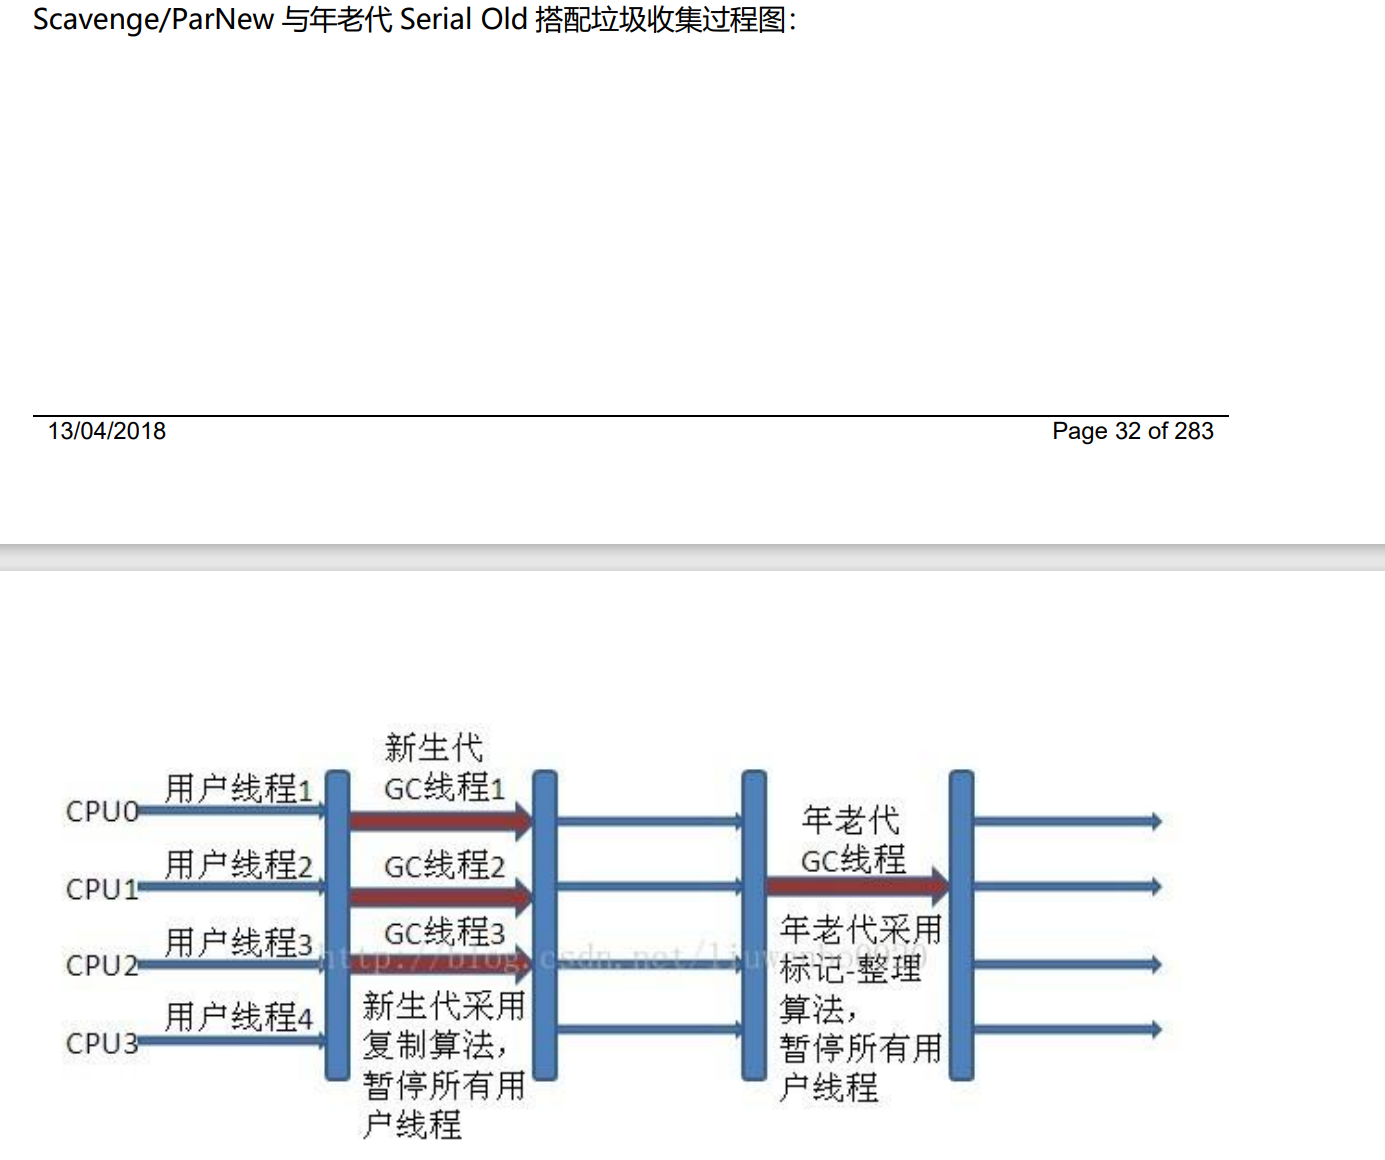 Scavenge/ParNew 与年老代 Serial Old 搭配垃圾收集过程图：
13/04/2018
Page 32 of 283
新生代
GC线程1
用户线程1
CPU0
年老代
GC线程
用户线程2
GC线程2
CPU1
用户线程3
GC线程3
CPU2
http://blog.csdn.net/liuwenbo0920
年老代采用
标记-整理
算法，
暂停所有用
户线程
用户线程4
CPU3
新生代采用
复制算法，
暂停所有用
户线程